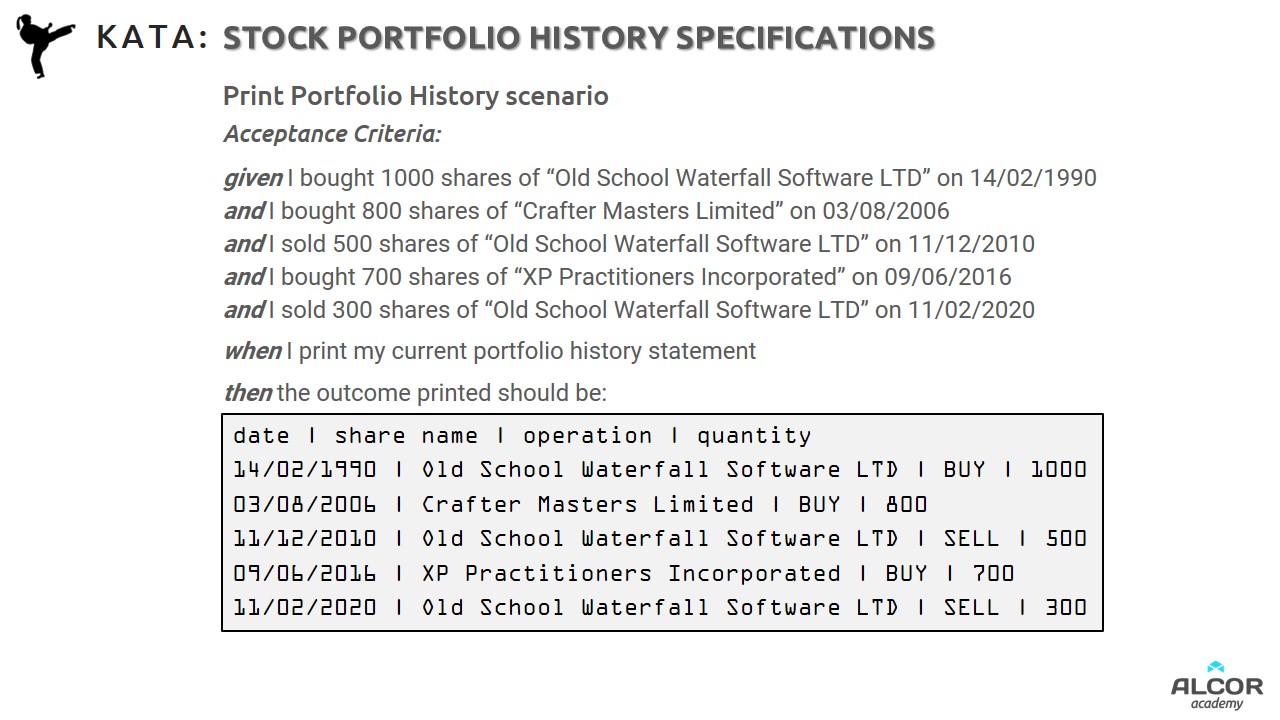 KATA: STOCK PORTFOLIO HISTORY SPECIFICATIONS
Print Portfolio History scenario
Acceptance Criteria:
given I bought 1000 shares of “Old School Waterfall Software LTD” on 14/02/1990
and I bought 800 shares of “Crafter Masters Limited” on 03/08/2006
and I sold 500 shares of “Old School Waterfall Software LTD” on 11/12/2010
and I bought 700 shares of “XP Practitioners Incorporated” on 09/06/2016
and I sold 300 shares of “Old School Waterfall Software LTD” on 11/02/2020
when I print my current portfolio history statement
then the outcome printed should be:
date | share name | operation | quantity
14/02/1990 | Old School Waterfall Software LTD | BUY | 1000
03/08/2006 | Crafter Masters Limited | BUY | 800
11/12/2010 | Old School Waterfall Software LTD | SELL | 500
09/06/2016 | XP Practitioners Incorporated | BUY | 700
11/02/2020 | Old School Waterfall Software LTD | SELL | 300
ALCOR
academy